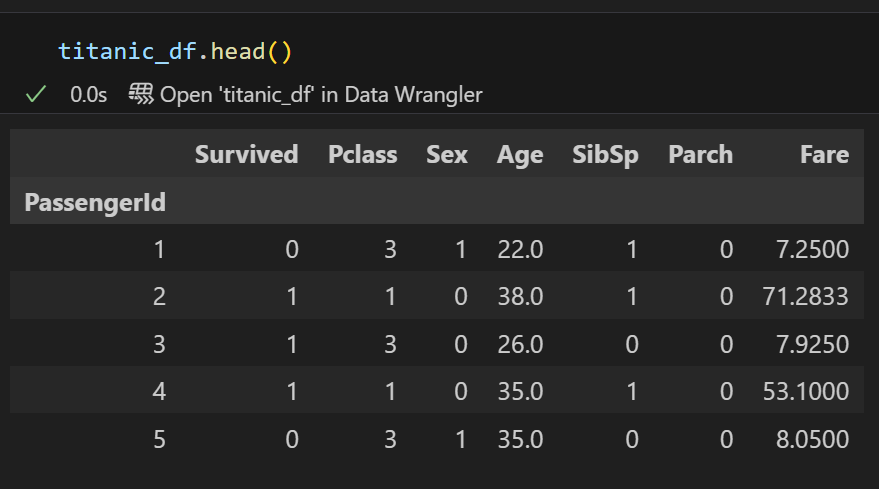 titanic_df.head()
0.0s Open 'titanic_df' in Data Wrangler
Survived Pclass Sex Age SibSp Parch Fare
PassengerId
1 0 3 1 22.0 1 0 7.2500
2 1 1 0 38.0 1 0 71.2833
3 1 3 0 26.0 0 0 7.9250
4 1 1 0 35.0 1 0 53.1000
5 0 3 1 35.0 0 0 8.0500